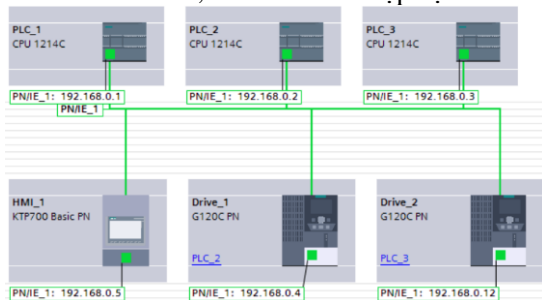 PLC_1
CPU 1214C
PLC_2
CPU 1214C
PLC_3
CPU 1214C
PN/IE_1: 192.168.0.1
PN/IE_1: 192.168.0.2
PN/IE_1: 192.168.0.3
PN/IE_1
HMI_1
KTP700 Basic PN
Drive_1
G120C PN
PLC_2
Drive_2
G120C PN
PLC_3
PN/IE_1: 192.168.0.5
PN/IE_1: 192.168.0.4
PN/IE_1: 192.168.0.12